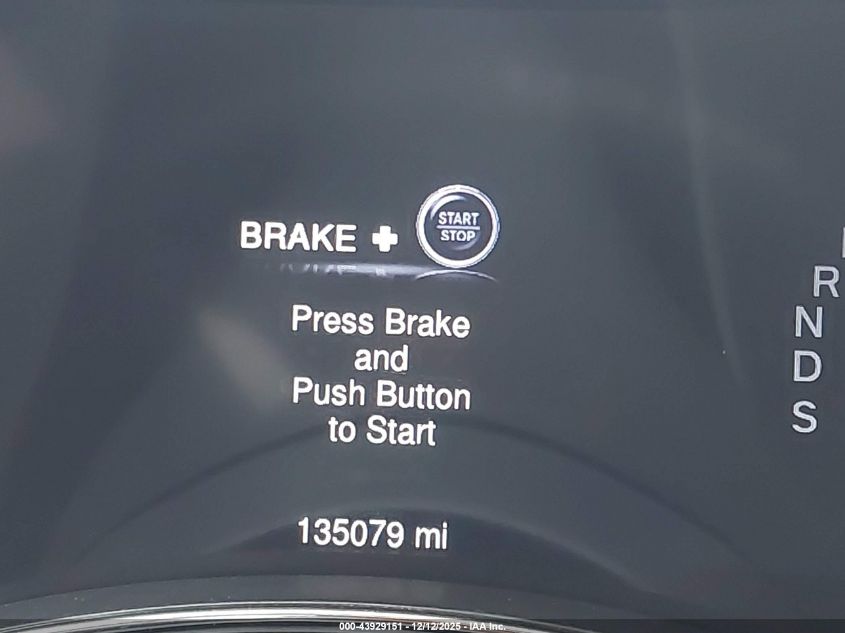 BRAKE + START
STOP
Press Brake
and
Push Button
to Start
R
N
D
S
135079 mi
000-43929151 - 12/12/2025 - IAA Inc.